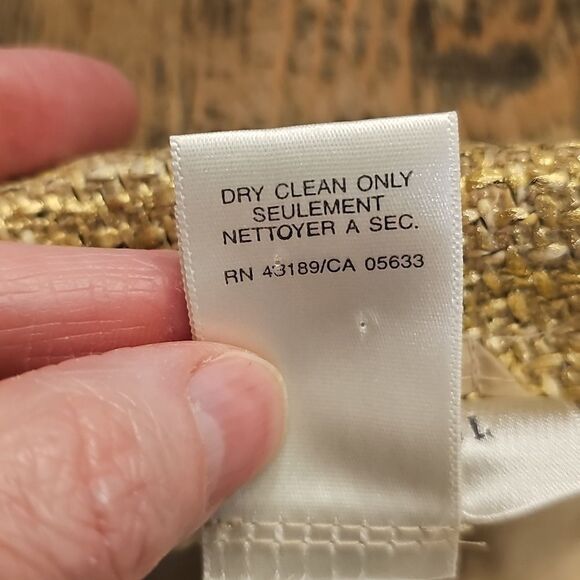 DRY CLEAN ONLY
SEULEMENT
NETTOYER A SEC.
RN 43189/CA 05633